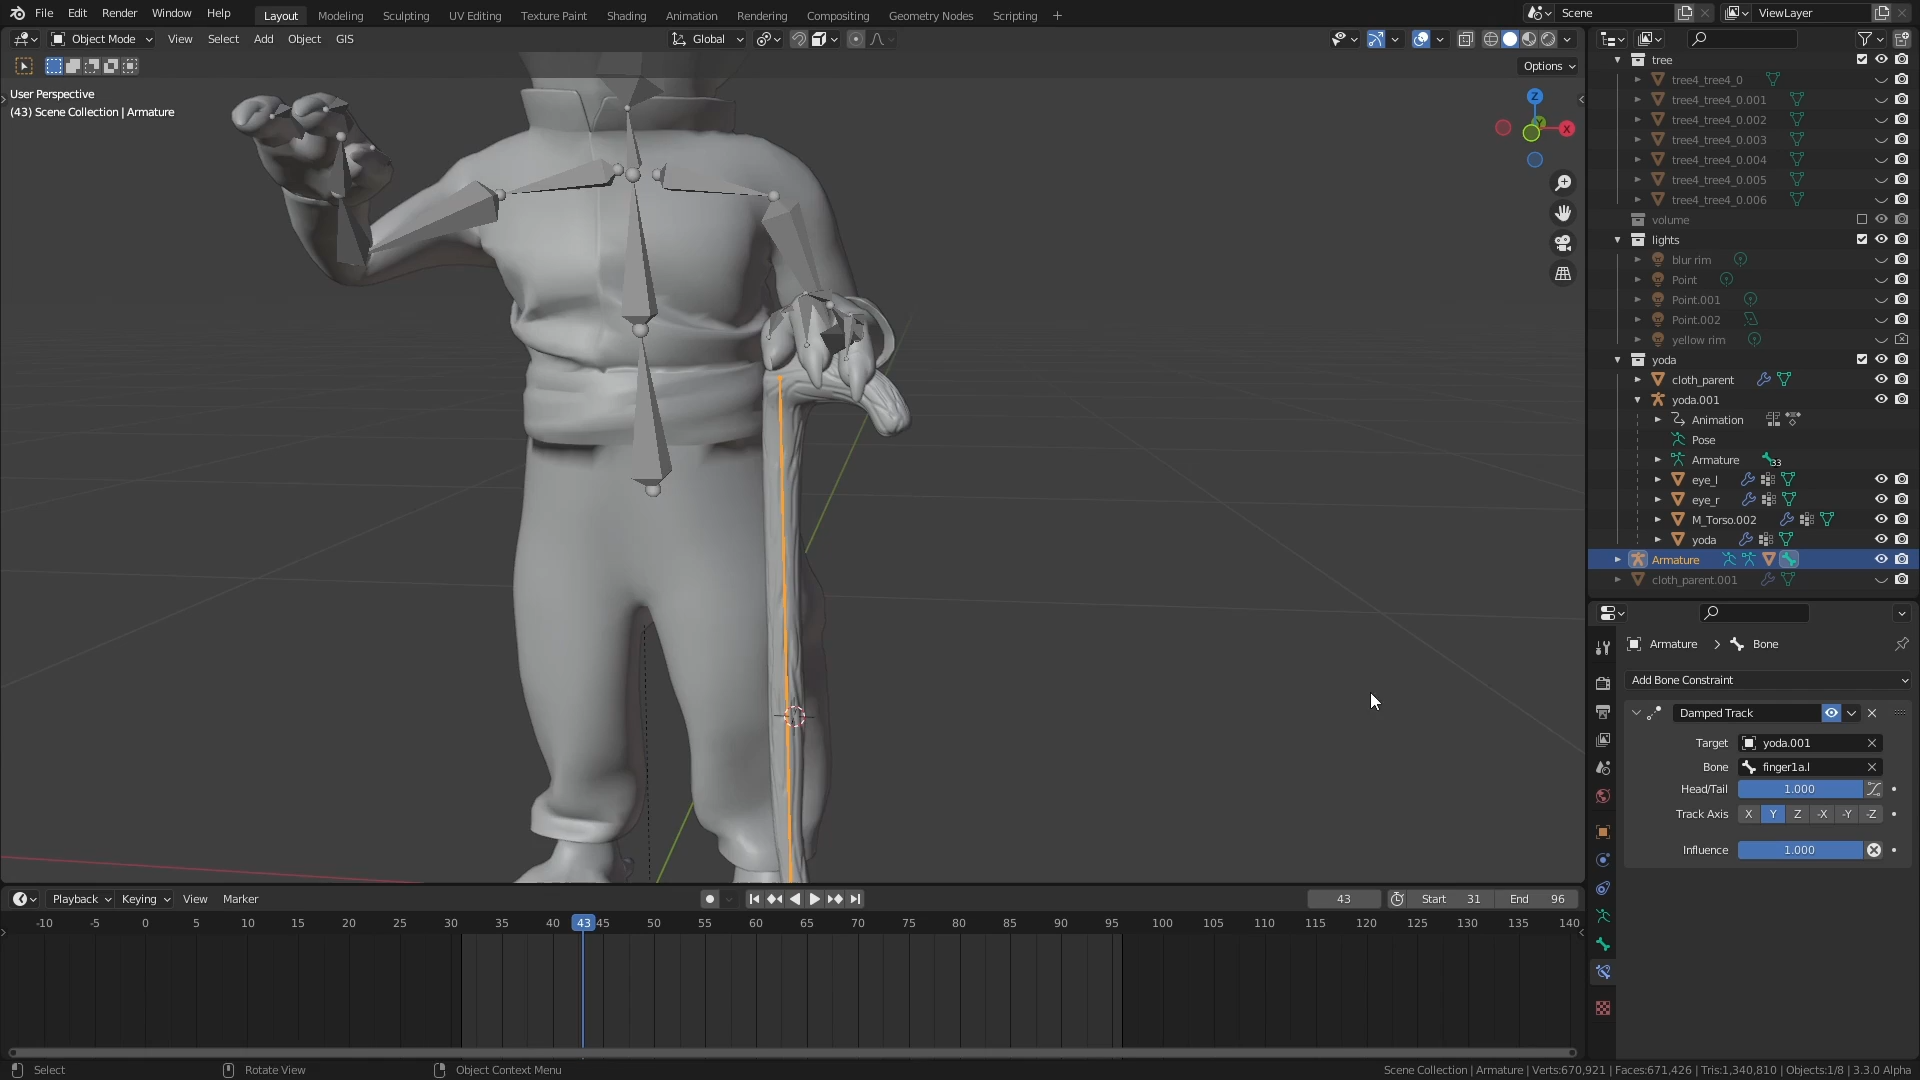 File Edit Render Window Help Layout Modeling Sculpting UV Editing Texture Paint Shading Animation Rendering Compositing Geometry Nodes Scripting + Scene ViewLayer
Object Mode View Select Add Object GIS Global
Options
User Perspective
(43) Scene Collection | Armature
Z
Y
X
tree
tree4_tree4_0
tree4_tree4_0.001
tree4_tree4_0.002
tree4_tree4_0.003
tree4_tree4_0.004
tree4_tree4_0.005
tree4_tree4_0.006
volume
lights
blur rim
Point
Point.001
Point.002
yellow rim
yoda
cloth_parent
yoda.001
Animation
Pose
Armature 33
eye_l
eye_r
M_Torso.002
yoda
Armature
cloth_parent.001
Armature > Bone
Add Bone Constraint
Damped Track
Target yoda.001
Bone finger1a.l
Head/Tail 1.000
Track Axis X Y Z -X -Y -Z
Influence 1.000
Playback Keying View Marker 43 Start 31 End 96
-10 -5 0 5 10 15 20 25 30 35 40 43 45 50 55 60 65 70 75 80 85 90 95 100 105 110 115 120 125 130 135 140
Select Rotate View Object Context Menu Scene Collection | Armature | Verts:670,921 | Faces:671,426 | Tris:1,340,810 | Objects:1/8 | 3.3.0 Alpha